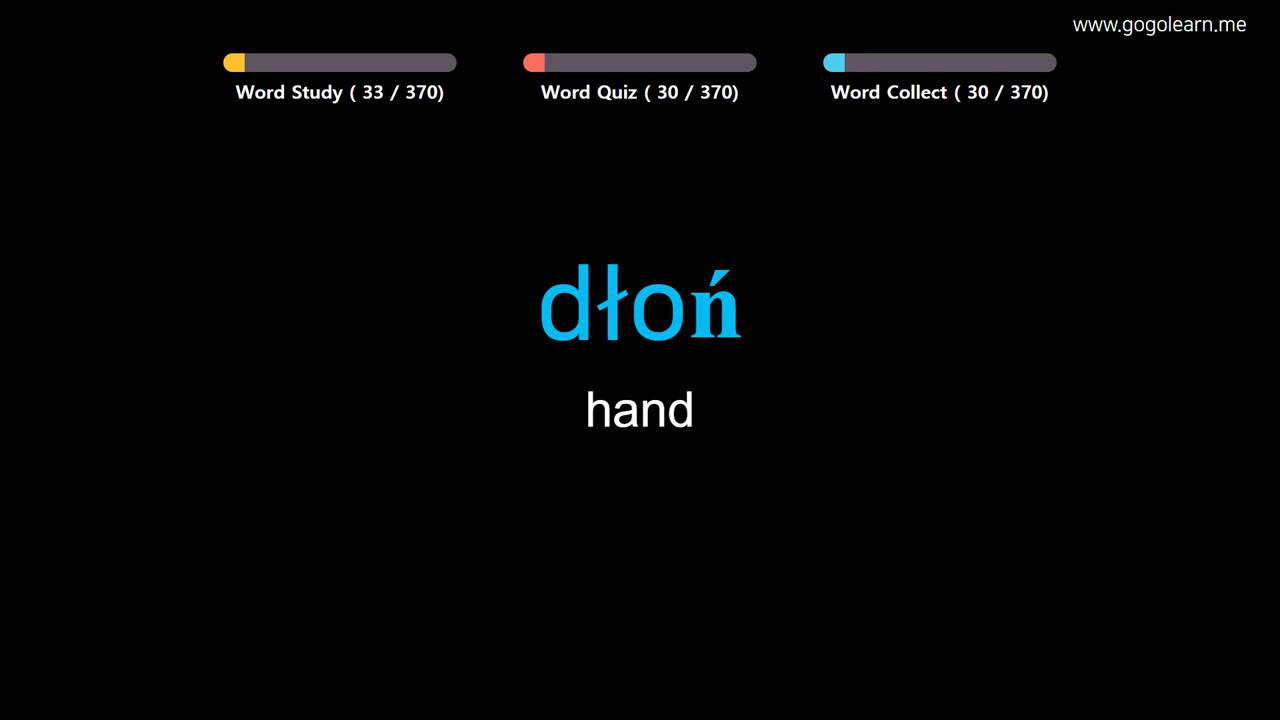 www.gogolearn.me
Word Study ( 33 / 370)
Word Quiz ( 30 / 370)
Word Collect ( 30 / 370)
dłoń
hand